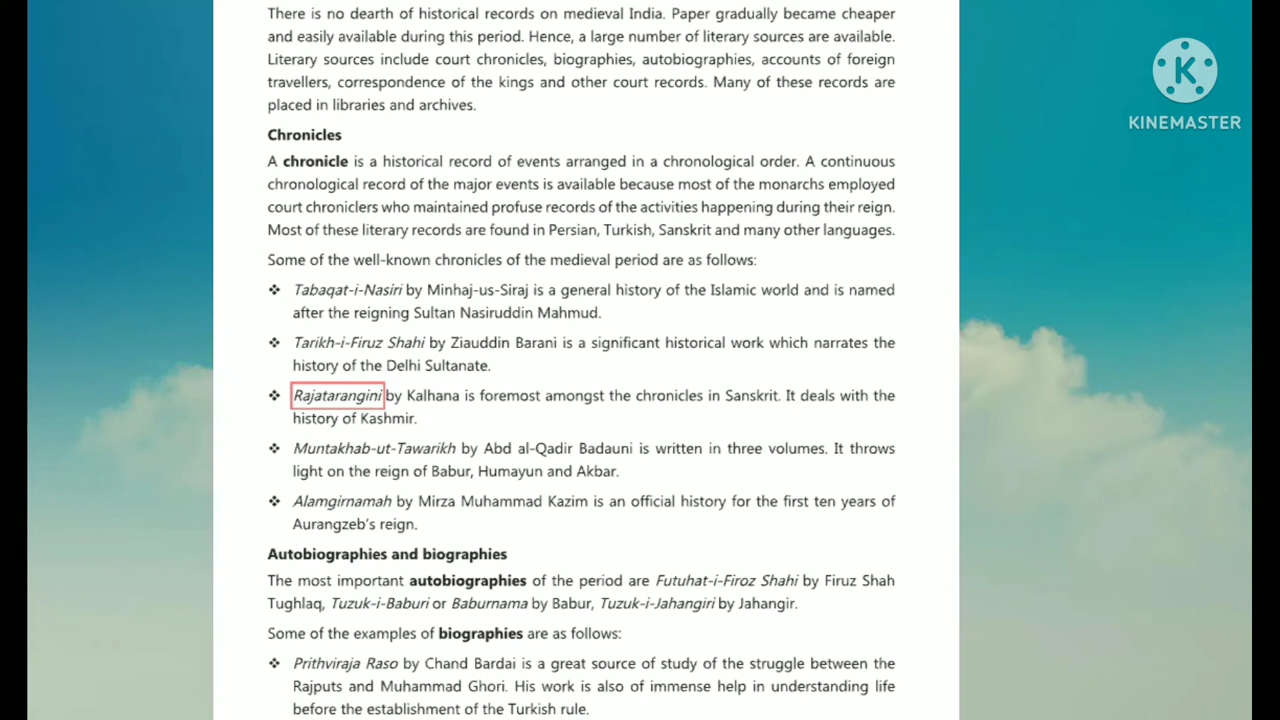 There is no dearth of historical records on medieval India. Paper gradually became cheaper
and easily available during this period. Hence, a large number of literary sources are available.
Literary sources include court chronicles, biographies, autobiographies, accounts of foreign
travellers, correspondence of the kings and other court records. Many of these records are
placed in libraries and archives.
Chronicles
A chronicle is a historical record of events arranged in a chronological order. A continuous
chronological record of the major events is available because most of the monarchs employed
court chroniclers who maintained profuse records of the activities happening during their reign.
Most of these literary records are found in Persian, Turkish, Sanskrit and many other languages.
Some of the well-known chronicles of the medieval period are as follows:
❖ Tabaqat-i-Nasiri by Minhaj-us-Siraj is a general history of the Islamic world and is named
after the reigning Sultan Nasiruddin Mahmud.
❖ Tarikh-i-Firuz Shahi by Ziauddin Barani is a significant historical work which narrates the
history of the Delhi Sultanate.
❖ Rajatarangini by Kalhana is foremost amongst the chronicles in Sanskrit. It deals with the
history of Kashmir.
❖ Muntakhab-ut-Tawarikh by Abd al-Qadir Badauni is written in three volumes. It throws
light on the reign of Babur, Humayun and Akbar.
❖ Alamgirnamah by Mirza Muhammad Kazim is an official history for the first ten years of
Aurangzeb's reign.
Autobiographies and biographies
The most important autobiographies of the period are Futuhat-i-Firoz Shahi by Firuz Shah
Tughlaq, Tuzuk-i-Baburi or Baburnama by Babur, Tuzuk-i-Jahangiri by Jahangir.
Some of the examples of biographies are as follows:
❖ Prithviraja Raso by Chand Bardai is a great source of study of the struggle between the
Rajputs and Muhammad Ghori. His work is also of immense help in understanding life
before the establishment of the Turkish rule.
K
KINEMASTER